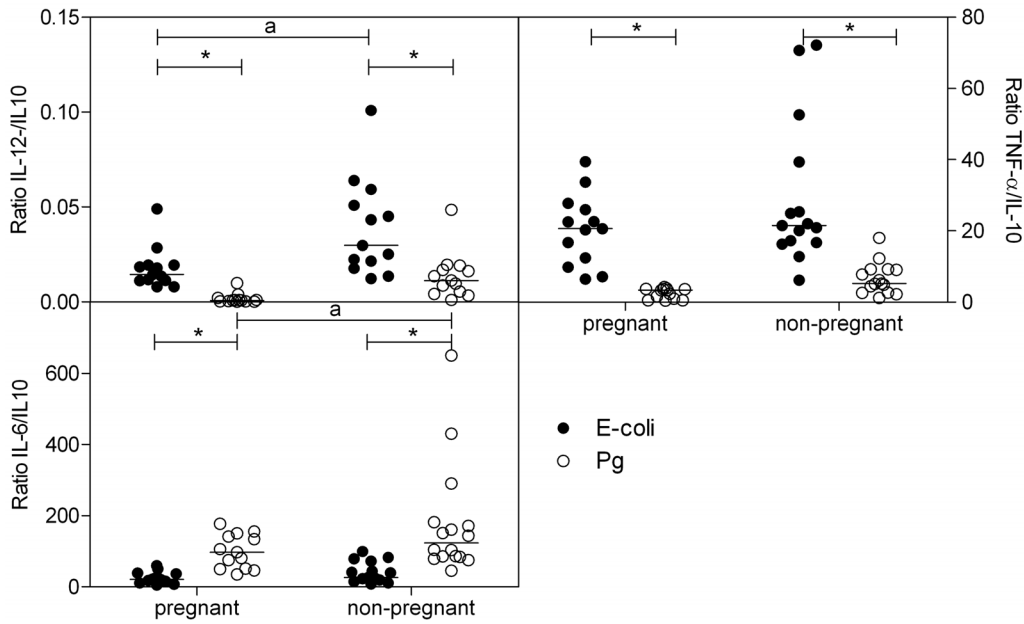 Ratio IL-12-/IL10
0.15
0.10
0.05
0.00
a
*
*
*
*
80
60
40
20
0
Ratio TNF-α/IL-10
pregnant
non-pregnant
Ratio IL-6/IL10
600
400
200
0
a
*
*
pregnant
non-pregnant
E-coli
Pg